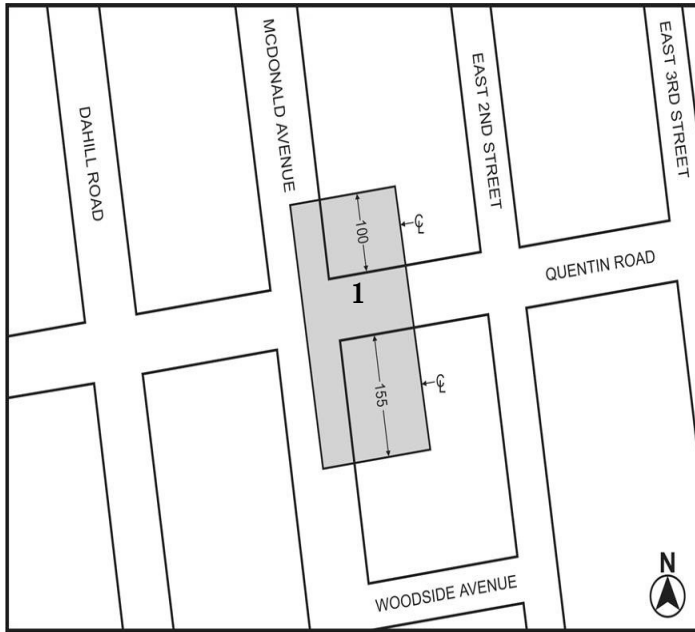 DAHILL ROAD
MCDONALD AVENUE
EAST 2ND STREET
EAST 3RD STREET
100
℄
QUENTIN ROAD
1
155
℄
WOODSIDE AVENUE
N